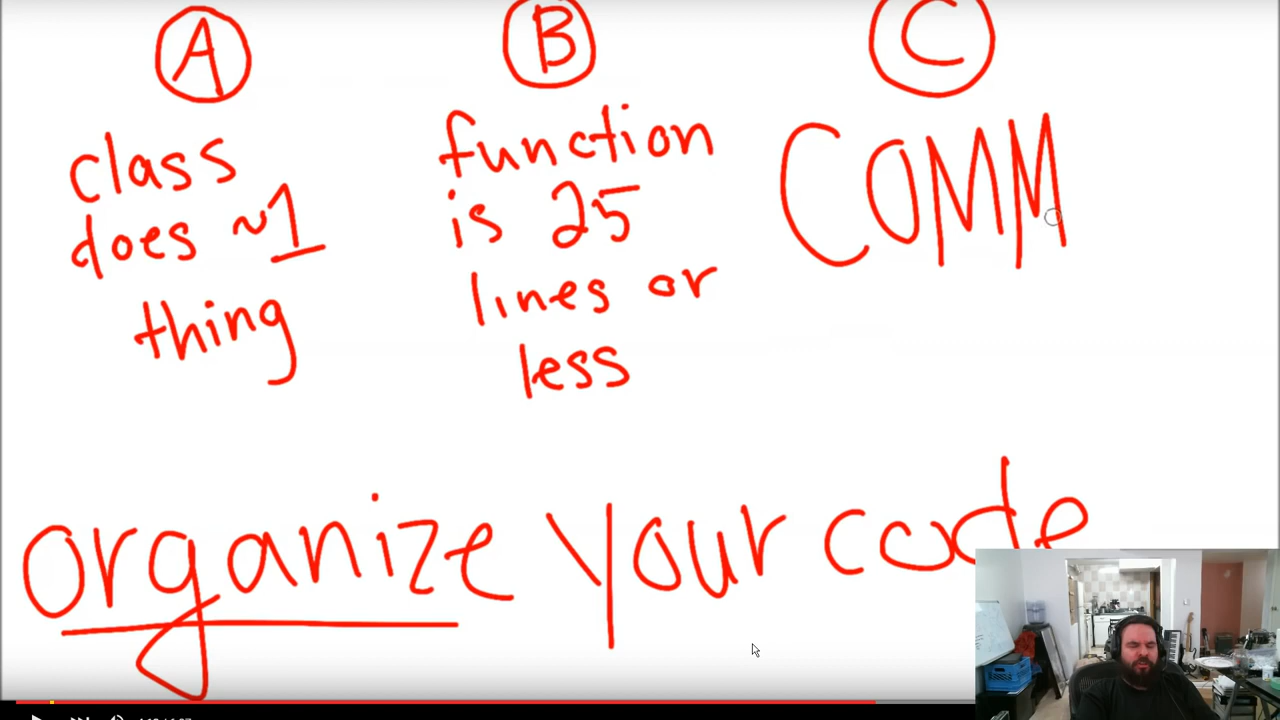 A
class
does ~1
thing
B
function
is 25
lines or
less
C
COMM
organize your code